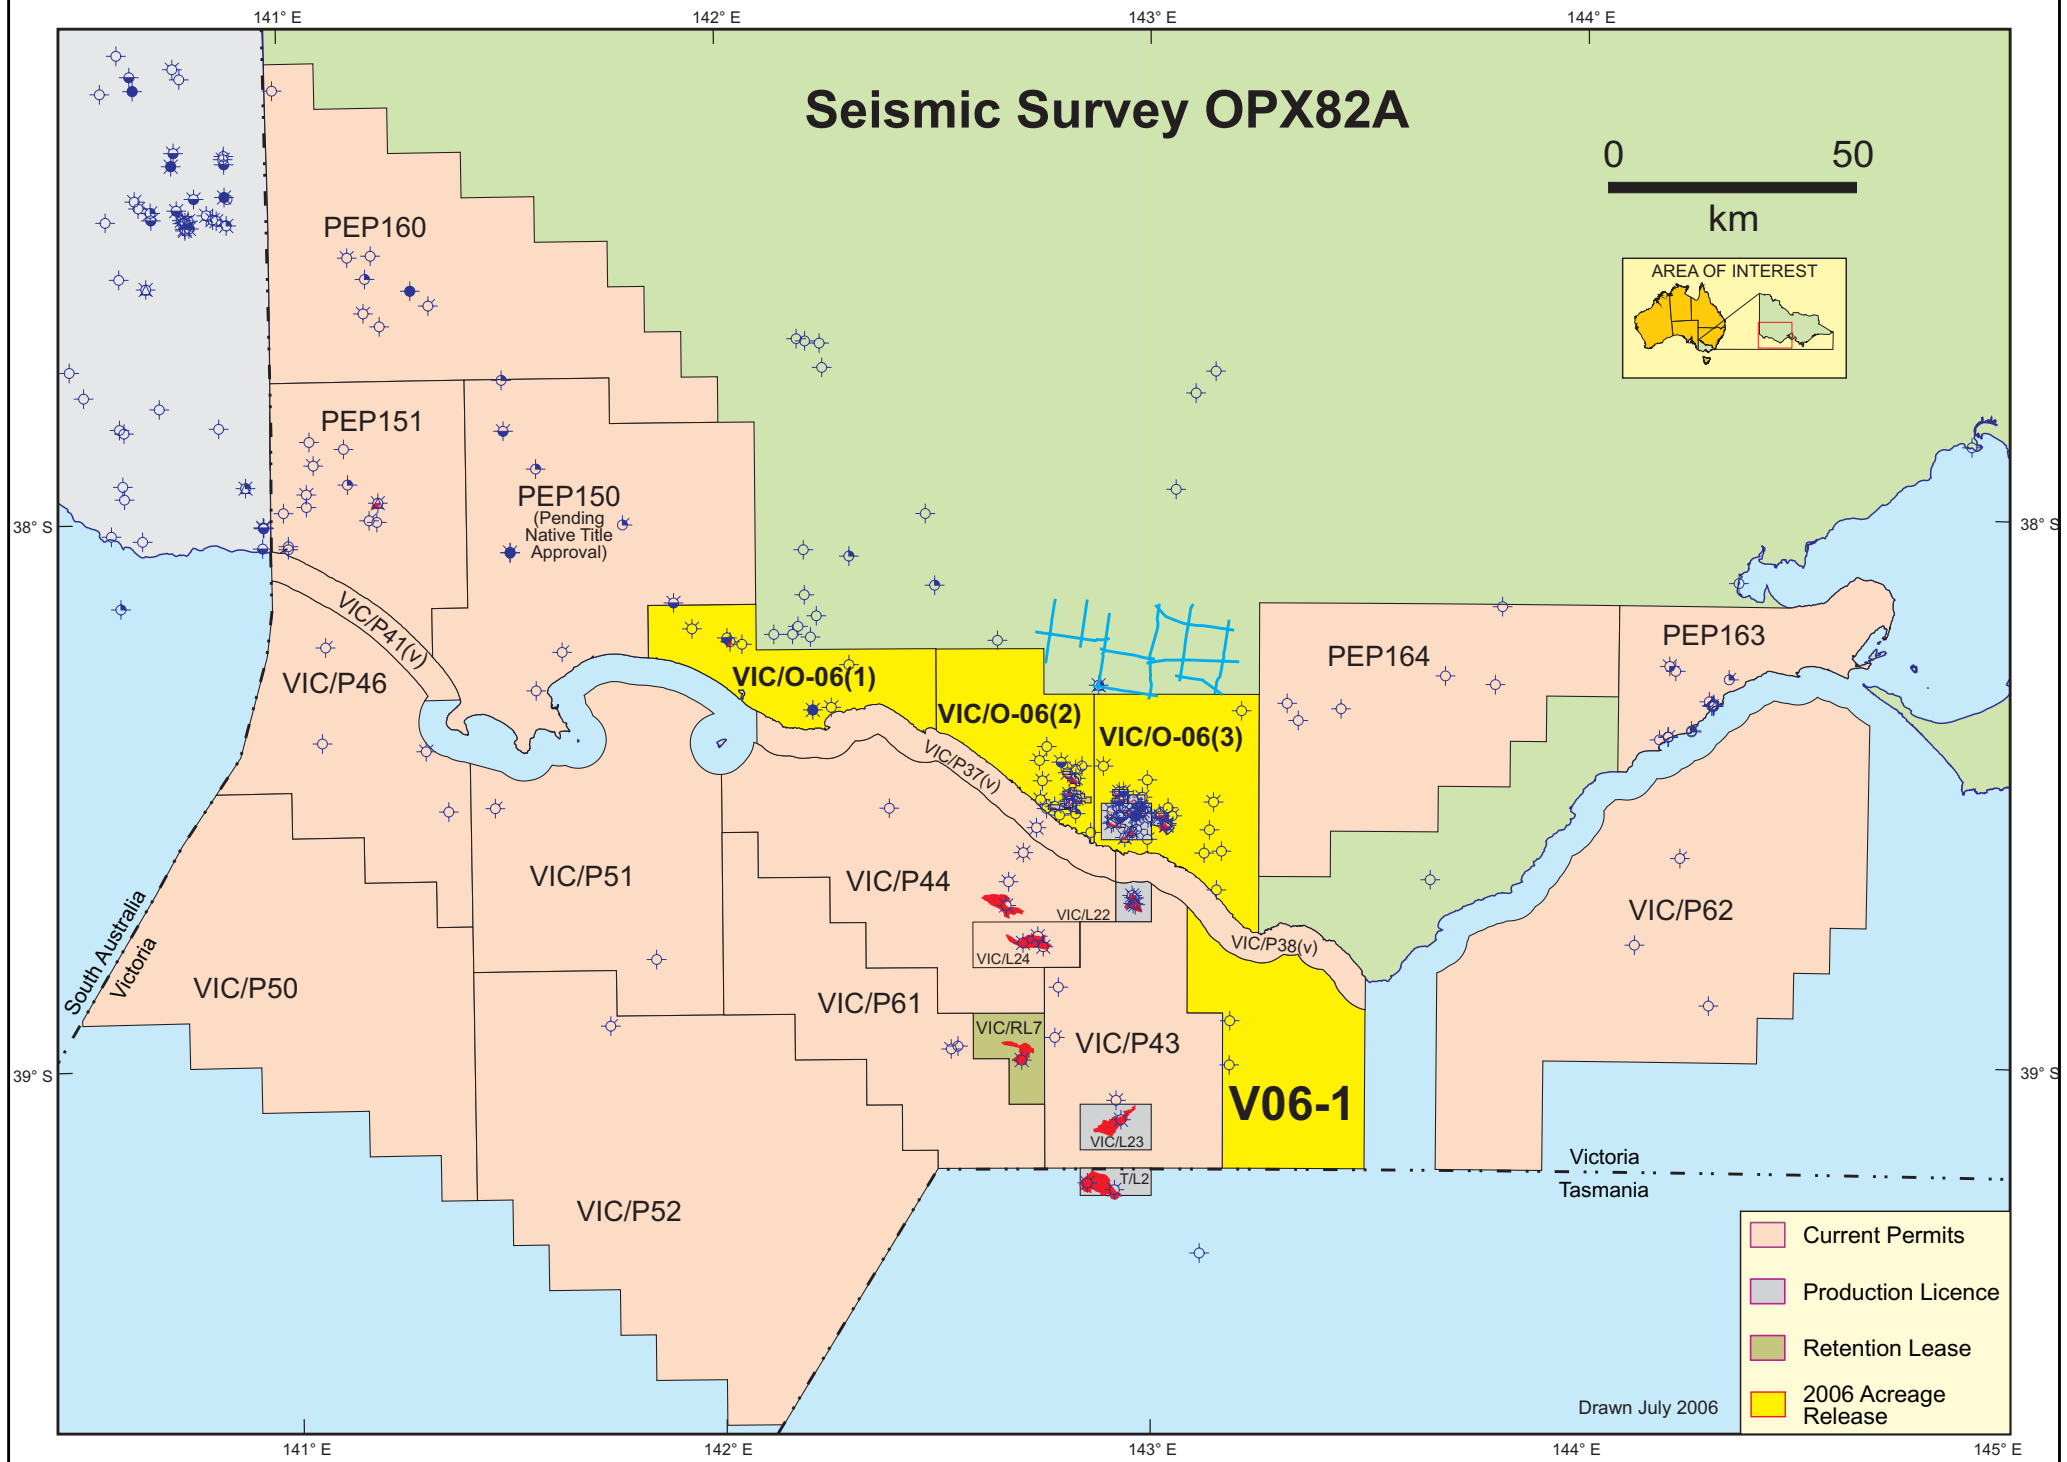 141° E
142° E
143° E
144° E
Seismic Survey OPX82A
0
50
km
AREA OF INTEREST
PEP160
PEP151
PEP150
(Pending
Native Title
Approval)
38° S
38° S
VIC/P41(v)
VIC/P46
VIC/O-06(1)
VIC/O-06(2)
VIC/O-06(3)
PEP164
PEP163
VIC/P37(v)
VIC/P51
VIC/P44
VIC/L22
VIC/P62
VIC/P38(v)
VIC/L24
South Australia
Victoria
VIC/P50
VIC/P61
VIC/RL7
VIC/P43
39° S
39° S
V06-1
VIC/L23
T/L2
Victoria
Tasmania
VIC/P52
Current Permits
Production Licence
Retention Lease
2006 Acreage
Release
Drawn July 2006
141° E
142° E
143° E
144° E
145° E